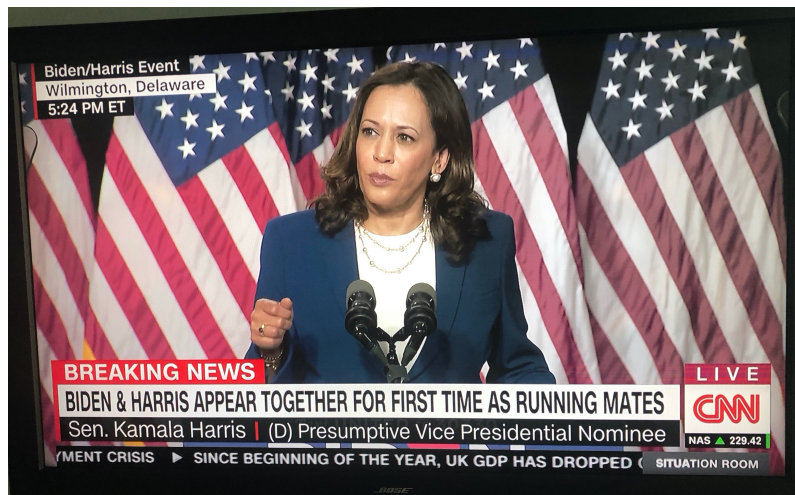 Biden/Harris Event
Wilmington, Delaware
5:24 PM ET
BREAKING NEWS
BIDEN & HARRIS APPEAR TOGETHER FOR FIRST TIME AS RUNNING MATES
Sen. Kamala Harris | (D) Presumptive Vice Presidential Nominee
LIVE
CNN
NAS ▲ 229.42
YMENT CRISIS ▶ SINCE BEGINNING OF THE YEAR, UK GDP HAS DROPPED
SITUATION ROOM
BOSE